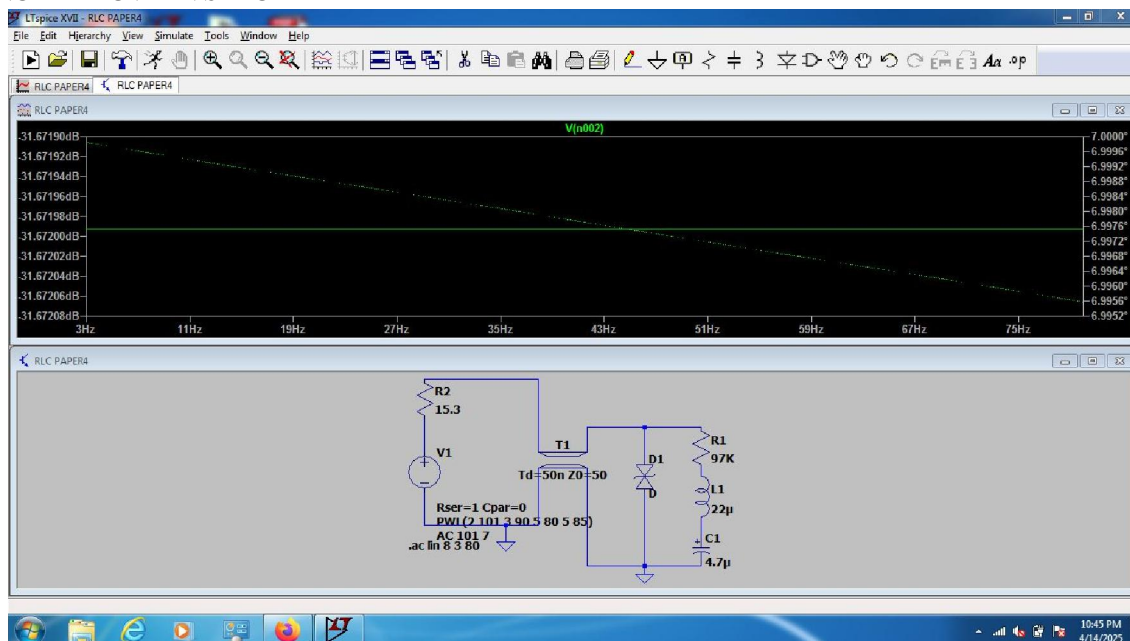 LTspice XVII - RLC PAPER4
File Edit Hierarchy View Simulate Tools Window Help
RLC PAPER4 RLC PAPER4
RLC PAPER4
V(n002)
-31.67190dB
-31.67192dB
-31.67194dB
-31.67196dB
-31.67198dB
-31.67200dB
-31.67202dB
-31.67204dB
-31.67206dB
-31.67208dB
7.0000°
6.9996°
6.9992°
6.9988°
6.9984°
6.9980°
6.9976°
6.9972°
6.9968°
6.9964°
6.9960°
6.9956°
6.9952°
3Hz 11Hz 19Hz 27Hz 35Hz 43Hz 51Hz 59Hz 67Hz 75Hz
RLC PAPER4
R2
15.3
V1
T1
Td=50n Z0=50
D1
D
R1
97K
L1
22µ
C1
4.7µ
Rser=1 Cpar=0
PWL(2 101 3 90 5 80 5 85)
AC 101 7
.ac lin 8 3 80
10:45 PM
4/14/2025